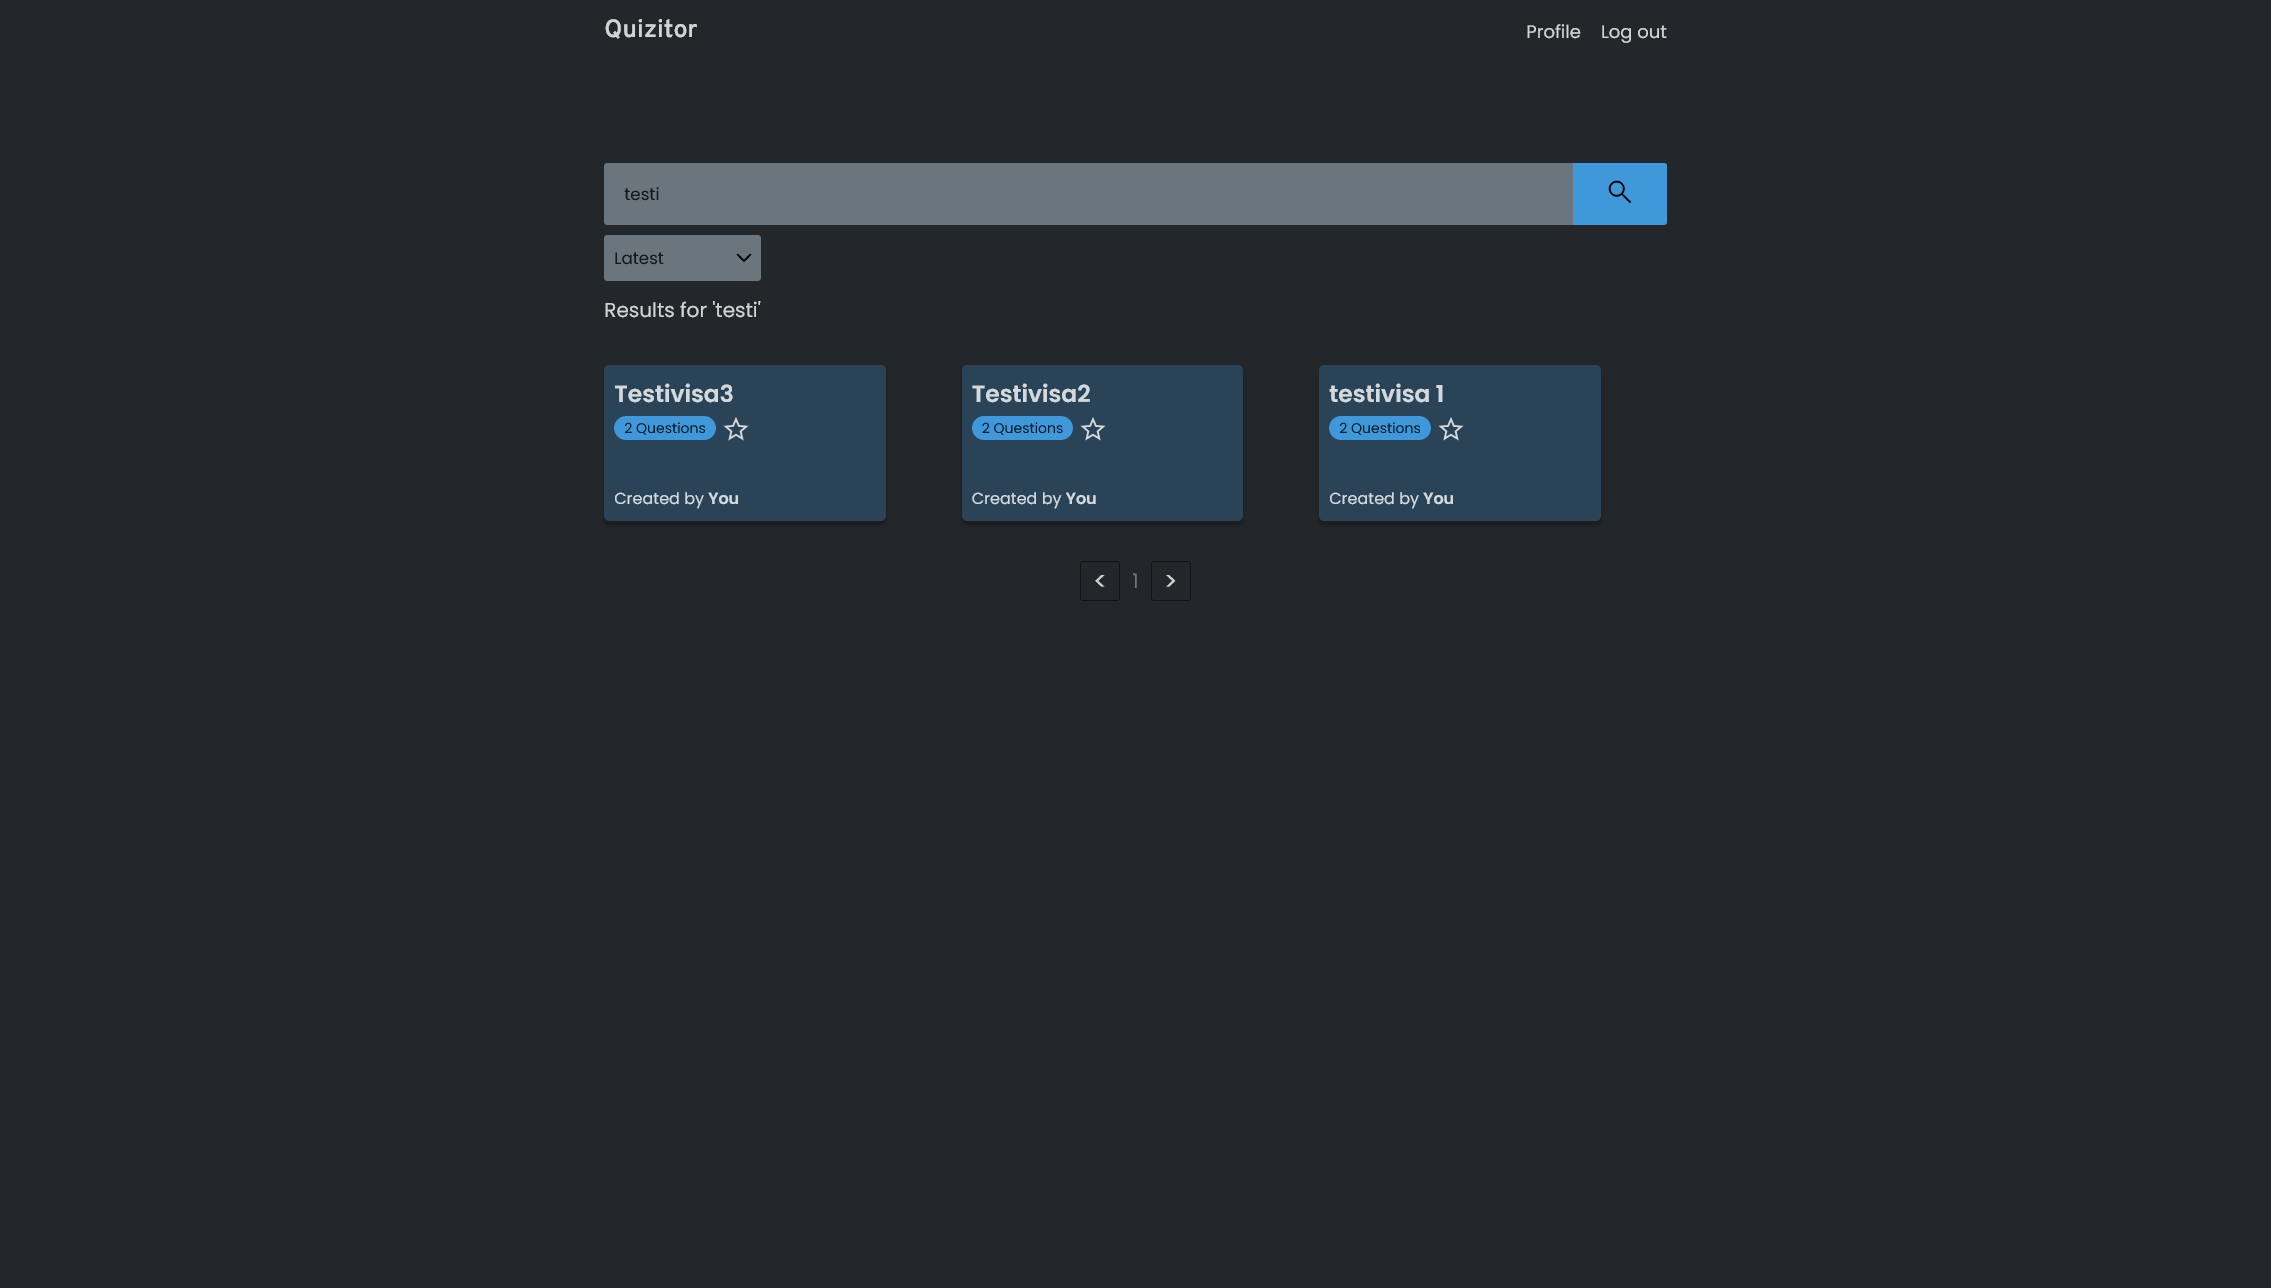 Quizitor
Profile Log out
testi
Latest
Results for 'testi'
Testivisa3
2 Questions
Created by You
Testivisa2
2 Questions
Created by You
testivisa 1
2 Questions
Created by You
< 1 >